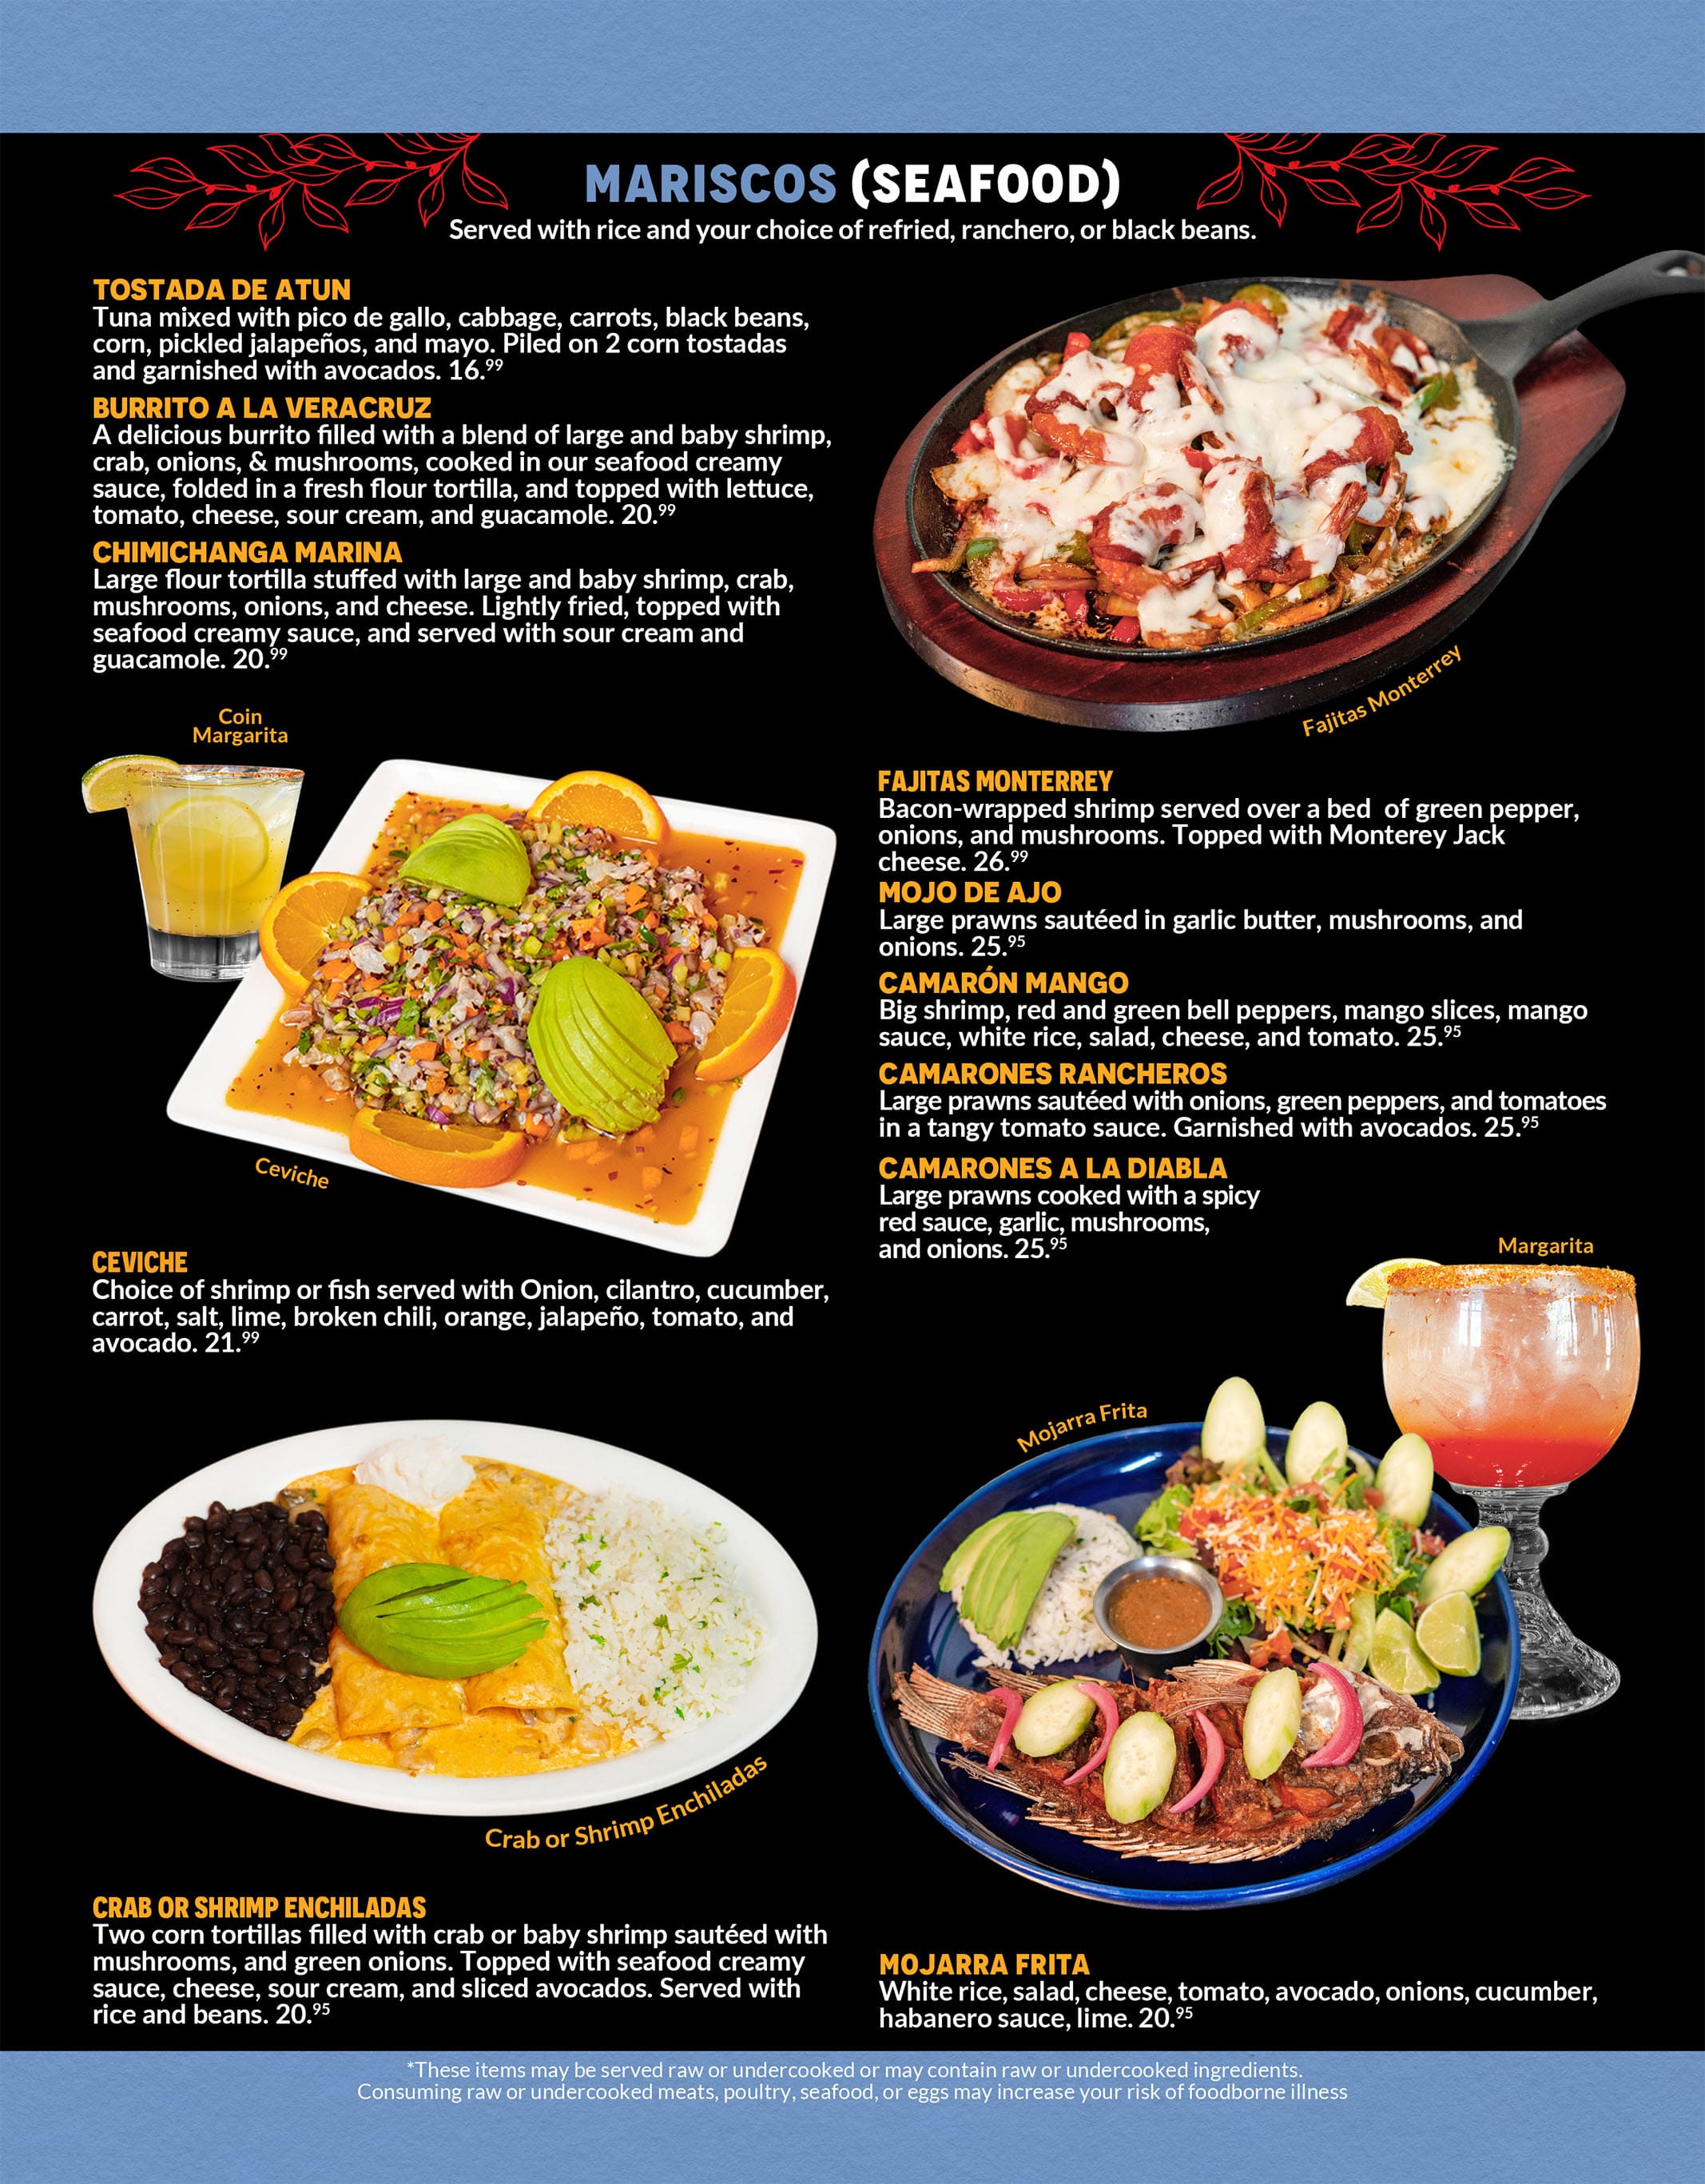 MARISCOS (SEAFOOD)
Served with rice and your choice of refried, ranchero, or black beans.
TOSTADA DE ATUN
Tuna mixed with pico de gallo, cabbage, carrots, black beans,
corn, pickled jalapeños, and mayo. Piled on 2 corn tostadas
and garnished with avocados. 16.99
BURRITO A LA VERACRUZ
A delicious burrito filled with a blend of large and baby shrimp,
crab, onions, & mushrooms, cooked in our seafood creamy
sauce, folded in a fresh flour tortilla, and topped with lettuce,
tomato, cheese, sour cream, and guacamole. 20.99
CHIMICHANGA MARINA
Large flour tortilla stuffed with large and baby shrimp, crab,
mushrooms, onions, and cheese. Lightly fried, topped with
seafood creamy sauce, and served with sour cream and
guacamole. 20.99
Coin
Margarita
Ceviche
CEVICHE
Choice of shrimp or fish served with Onion, cilantro, cucumber,
carrot, salt, lime, broken chili, orange, jalapeño, tomato, and
avocado. 21.99
Crab or Shrimp Enchiladas
CRAB OR SHRIMP ENCHILADAS
Two corn tortillas filled with crab or baby shrimp sautéed with
mushrooms, and green onions. Topped with seafood creamy
sauce, cheese, sour cream, and sliced avocados. Served with
rice and beans. 20.95
Fajitas Monterrey
FAJITAS MONTERREY
Bacon-wrapped shrimp served over a bed of green pepper,
onions, and mushrooms. Topped with Monterey Jack
cheese. 26.99
MOJO DE AJO
Large prawns sautéed in garlic butter, mushrooms, and
onions. 25.95
CAMARÓN MANGO
Big shrimp, red and green bell peppers, mango slices, mango
sauce, white rice, salad, cheese, and tomato. 25.95
CAMARONES RANCHEROS
Large prawns sautéed with onions, green peppers, and tomatoes
in a tangy tomato sauce. Garnished with avocados. 25.95
CAMARONES A LA DIABLA
Large prawns cooked with a spicy
red sauce, garlic, mushrooms,
and onions. 25.95
Margarita
Mojarra Frita
MOJARRA FRITA
White rice, salad, cheese, tomato, avocado, onions, cucumber,
habanero sauce, lime. 20.95
*These items may be served raw or undercooked or may contain raw or undercooked ingredients.
Consuming raw or undercooked meats, poultry, seafood, or eggs may increase your risk of foodborne illness